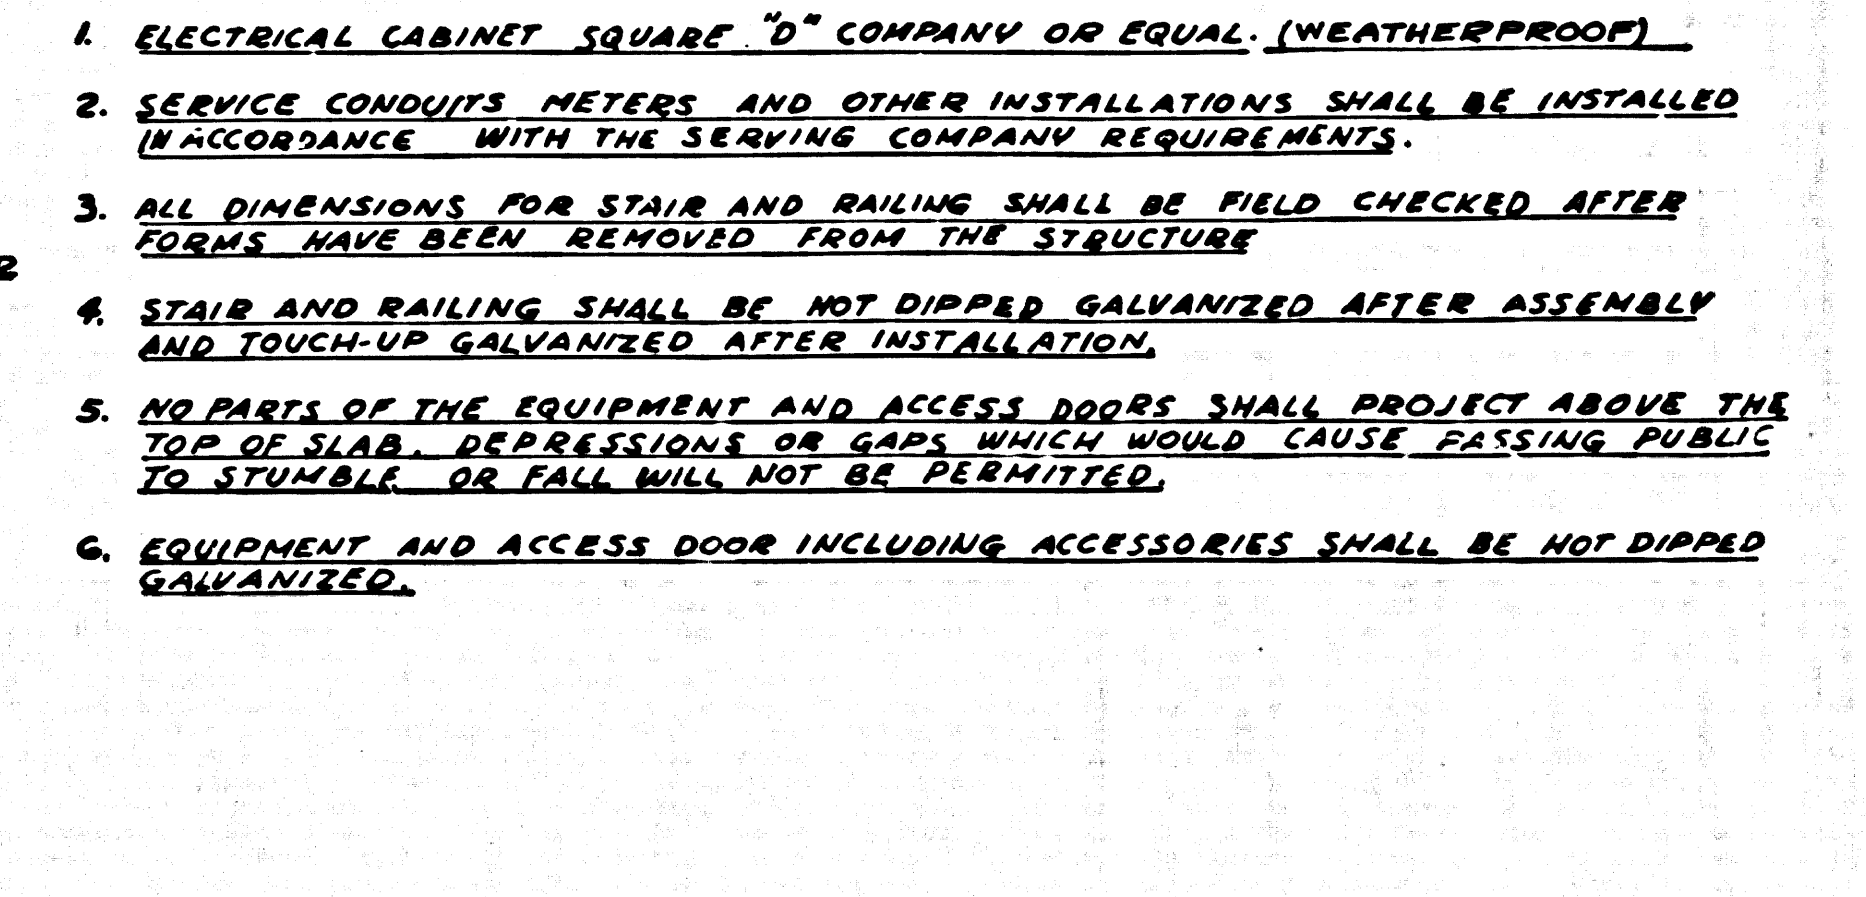 1. ELECTRICAL CABINET SQUARE "D" COMPANY OR EQUAL. (WEATHERPROOF)
2. SERVICE CONDUITS METERS AND OTHER INSTALLATIONS SHALL BE INSTALLED
IN ACCORDANCE WITH THE SERVING COMPANY REQUIREMENTS.
3. ALL DIMENSIONS FOR STAIR AND RAILING SHALL BE FIELD CHECKED AFTER
FORMS HAVE BEEN REMOVED FROM THE STRUCTURE
2
4. STAIR AND RAILING SHALL BE HOT DIPPED GALVANIZED AFTER ASSEMBLY
AND TOUCH-UP GALVANIZED AFTER INSTALLATION.
5. NO PARTS OF THE EQUIPMENT AND ACCESS DOORS SHALL PROJECT ABOVE THE
TOP OF SLAB. DEPRESSIONS OR GAPS WHICH WOULD CAUSE PASSING PUBLIC
TO STUMBLE OR FALL WILL NOT BE PERMITTED.
6. EQUIPMENT AND ACCESS DOOR INCLUDING ACCESSORIES SHALL BE HOT DIPPED
GALVANIZED.